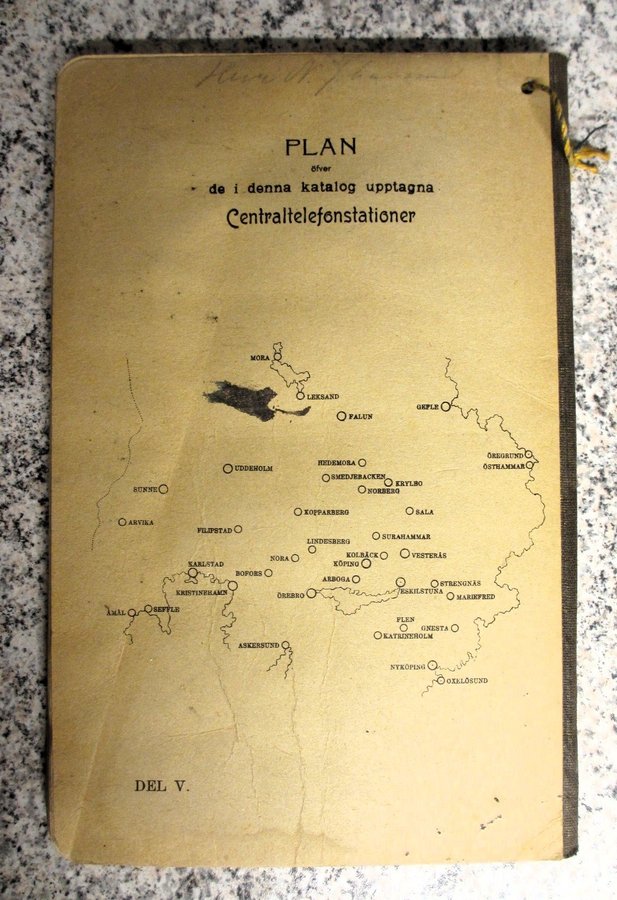 PLAN
öfver
de i denna katalog upptagna
Centraltelefonstationer
MORA
LEKSAND
GEFLE
FALUN
ÖREGRUND
ÖSTHAMMAR
HEDEMORA
UDDEHOLM
SMEDJEBACKEN
KRYLBO
SUNNE
NORBERG
KOPPARBERG
SALA
ARVIKA
FILIPSTAD
SURAHAMMAR
LINDESBERG
KOLBÄCK
VESTERÅS
NORA
KÖPING
KARLSTAD
BOFORS
ARBOGA
STRENGNÄS
KRISTINEHAMN
ESKILSTUNA
ÖREBRO
MARIEFRED
ÅMÅL
SEFFLE
FLEN
GNESTA
KATRINEHOLM
ASKERSUND
NYKÖPING
OXELÖSUND
DEL V.